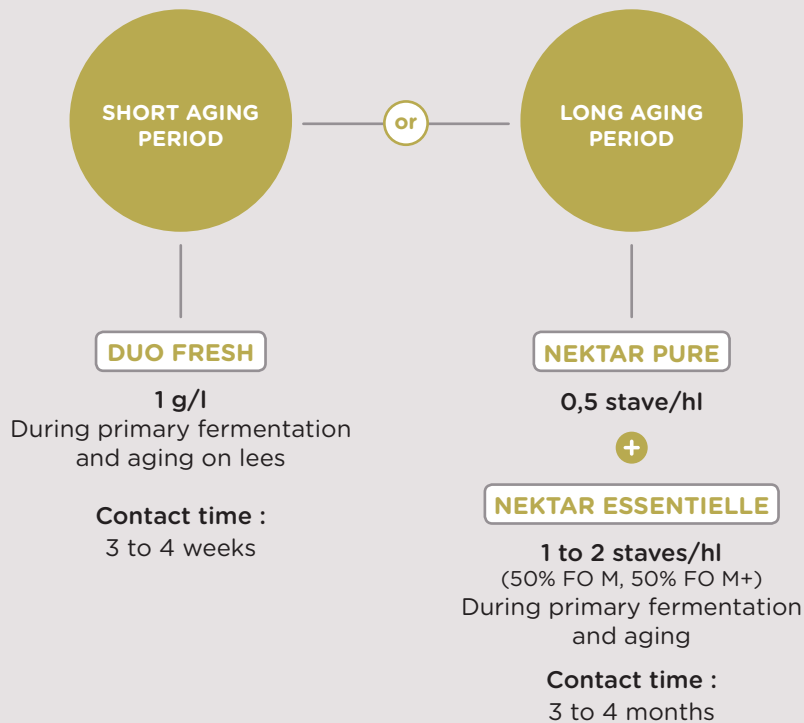 SHORT AGING
PERIOD
or
LONG AGING
PERIOD
DUO FRESH
1 g/l
During primary fermentation
and aging on lees
Contact time :
3 to 4 weeks
NEKTAR PURE
0,5 stave/hl
+
NEKTAR ESSENTIELLE
1 to 2 staves/hl
(50% FO M, 50% FO M+)
During primary fermentation
and aging
Contact time :
3 to 4 months